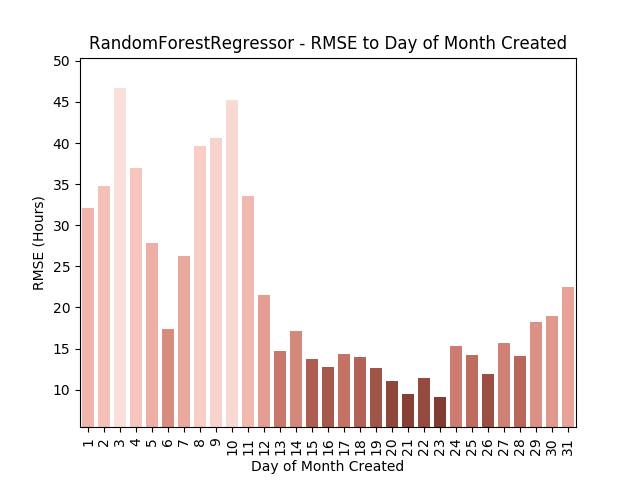 RandomForestRegressor - RMSE to Day of Month Created
50
45
40
35
30
25
20
15
10
RMSE (Hours)
1 2 3 4 5 6 7 8 9 10 11 12 13 14 15 16 17 18 19 20 21 22 23 24 25 26 27 28 29 30 31
Day of Month Created